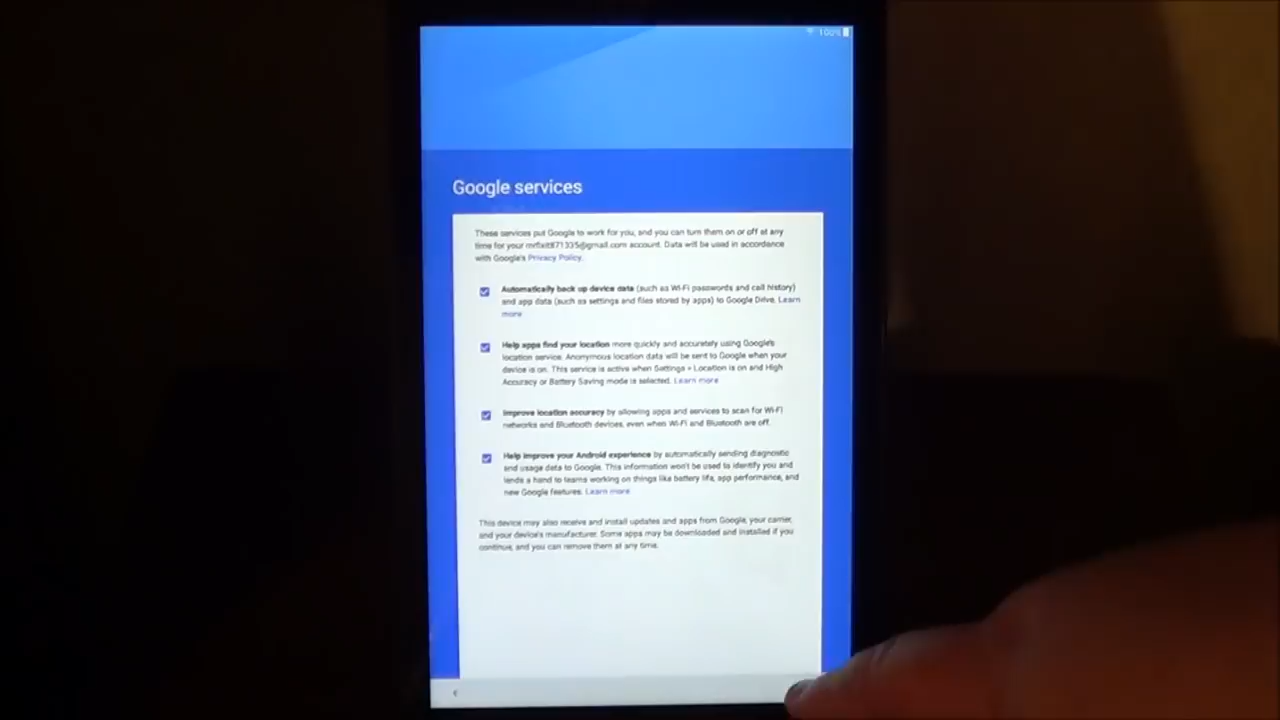 100%
Google services
These services put Google to work for you, and you can turn them on or off at any
time for your mrfixit871335@gmail.com account. Data will be used in accordance
with Google's Privacy Policy.
Automatically back up device data (such as Wi-Fi passwords and call history)
and app data (such as settings and files stored by apps) to Google Drive. Learn
more
Help apps find your location more quickly and accurately using Google's
location service. Anonymous location data will be sent to Google when your
device is on. This service is active when Settings > Location is on and High
Accuracy or Battery Saving mode is selected. Learn more
Improve location accuracy by allowing apps and services to scan for Wi-Fi
networks and Bluetooth devices, even when Wi-Fi and Bluetooth are off.
Help improve your Android experience by automatically sending diagnostic
and usage data to Google. This information won't be used to identify you and
lends a hand to teams working on things like battery life, app performance, and
new Google features. Learn more
This device may also receive and install updates and apps from Google, your carrier,
and your device's manufacturer. Some apps may be downloaded and installed if you
continue, and you can remove them at any time.